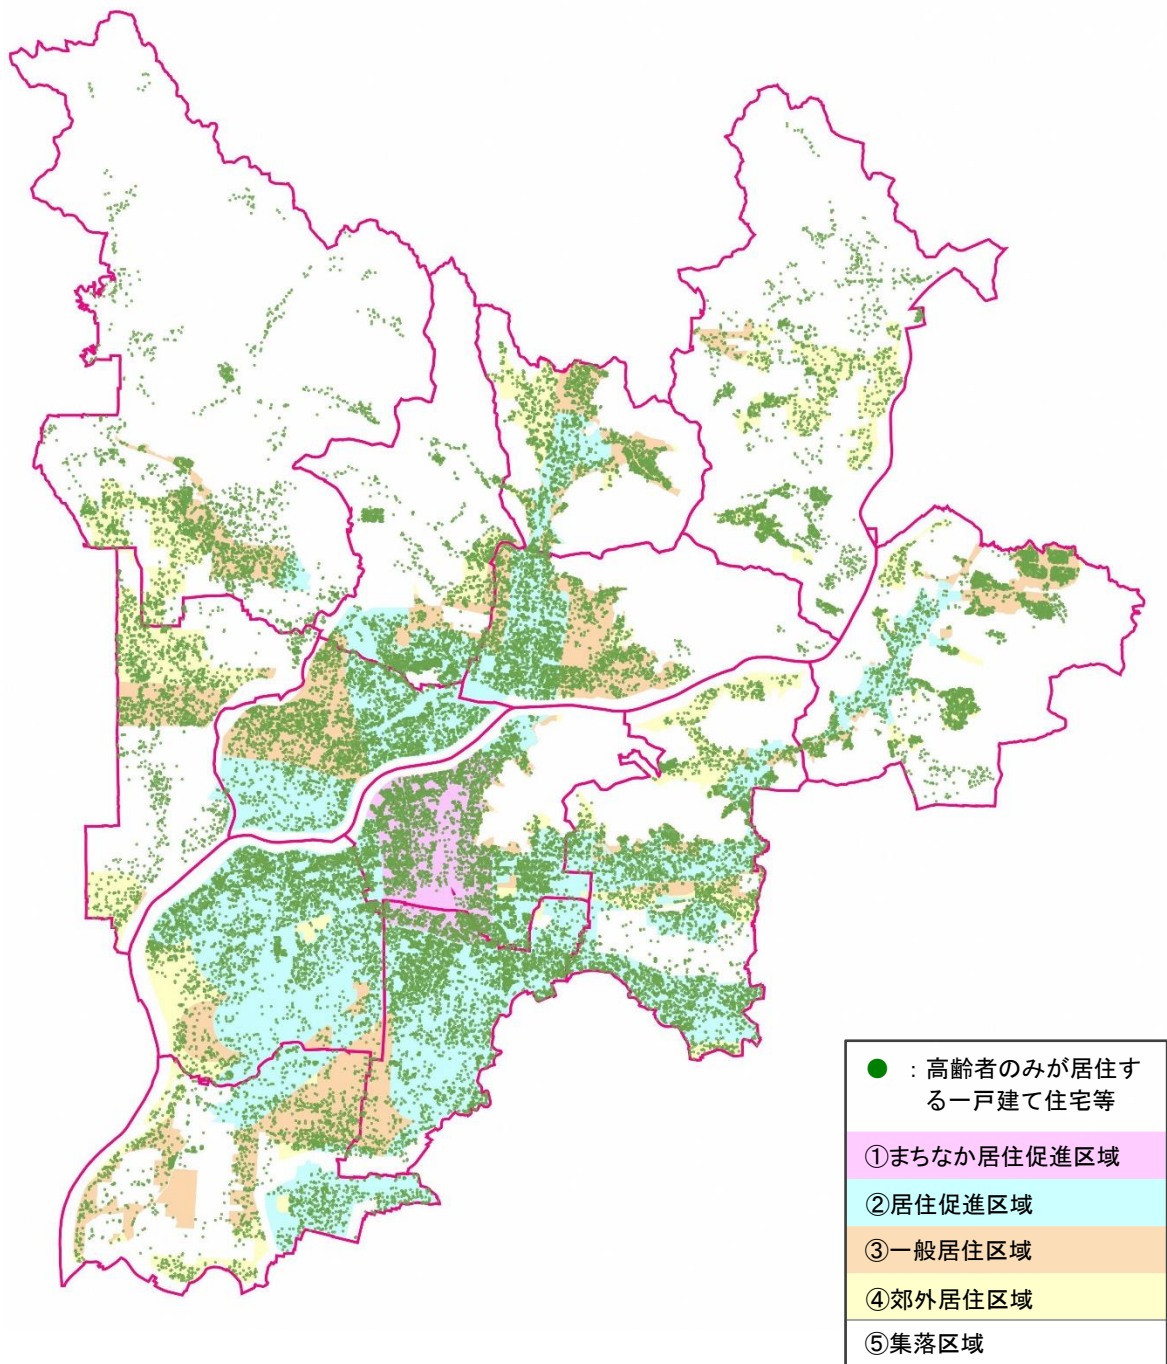 ● ：高齢者のみが居住す
る一戸建て住宅等
①まちなか居住促進区域
②居住促進区域
③一般居住区域
④郊外居住区域
⑤集落区域